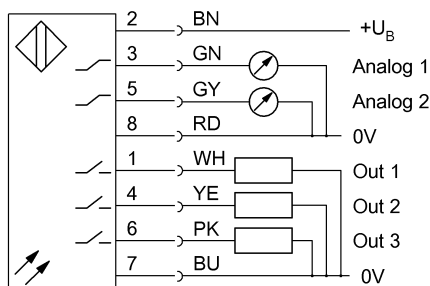 2 BN +UB
3 GN Analog 1
5 GY Analog 2
8 RD 0V
1 WH Out 1
4 YE Out 2
6 PK Out 3
7 BU 0V